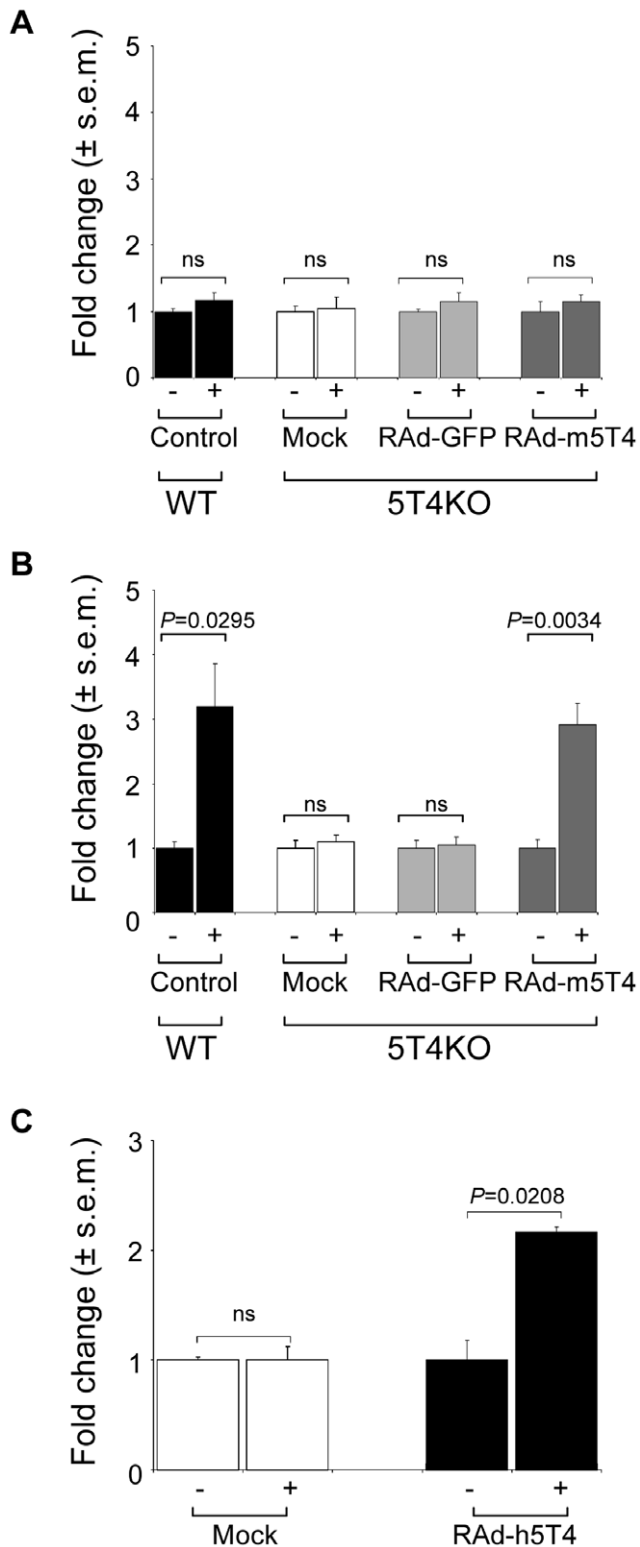 A
Fold change (± s.e.m.)
5
4
3
2
1
0
ns ns ns ns
- + - + - + - +
Control Mock RAd-GFP RAd-m5T4
WT 5T4KO
B
Fold change (± s.e.m.)
5
4
3
2
1
0
P=0.0295 ns ns P=0.0034
- + - + - + - +
Control Mock RAd-GFP RAd-m5T4
WT 5T4KO
C
Fold change (± s.e.m.)
3
2
1
0
ns P=0.0208
- + - +
Mock RAd-h5T4